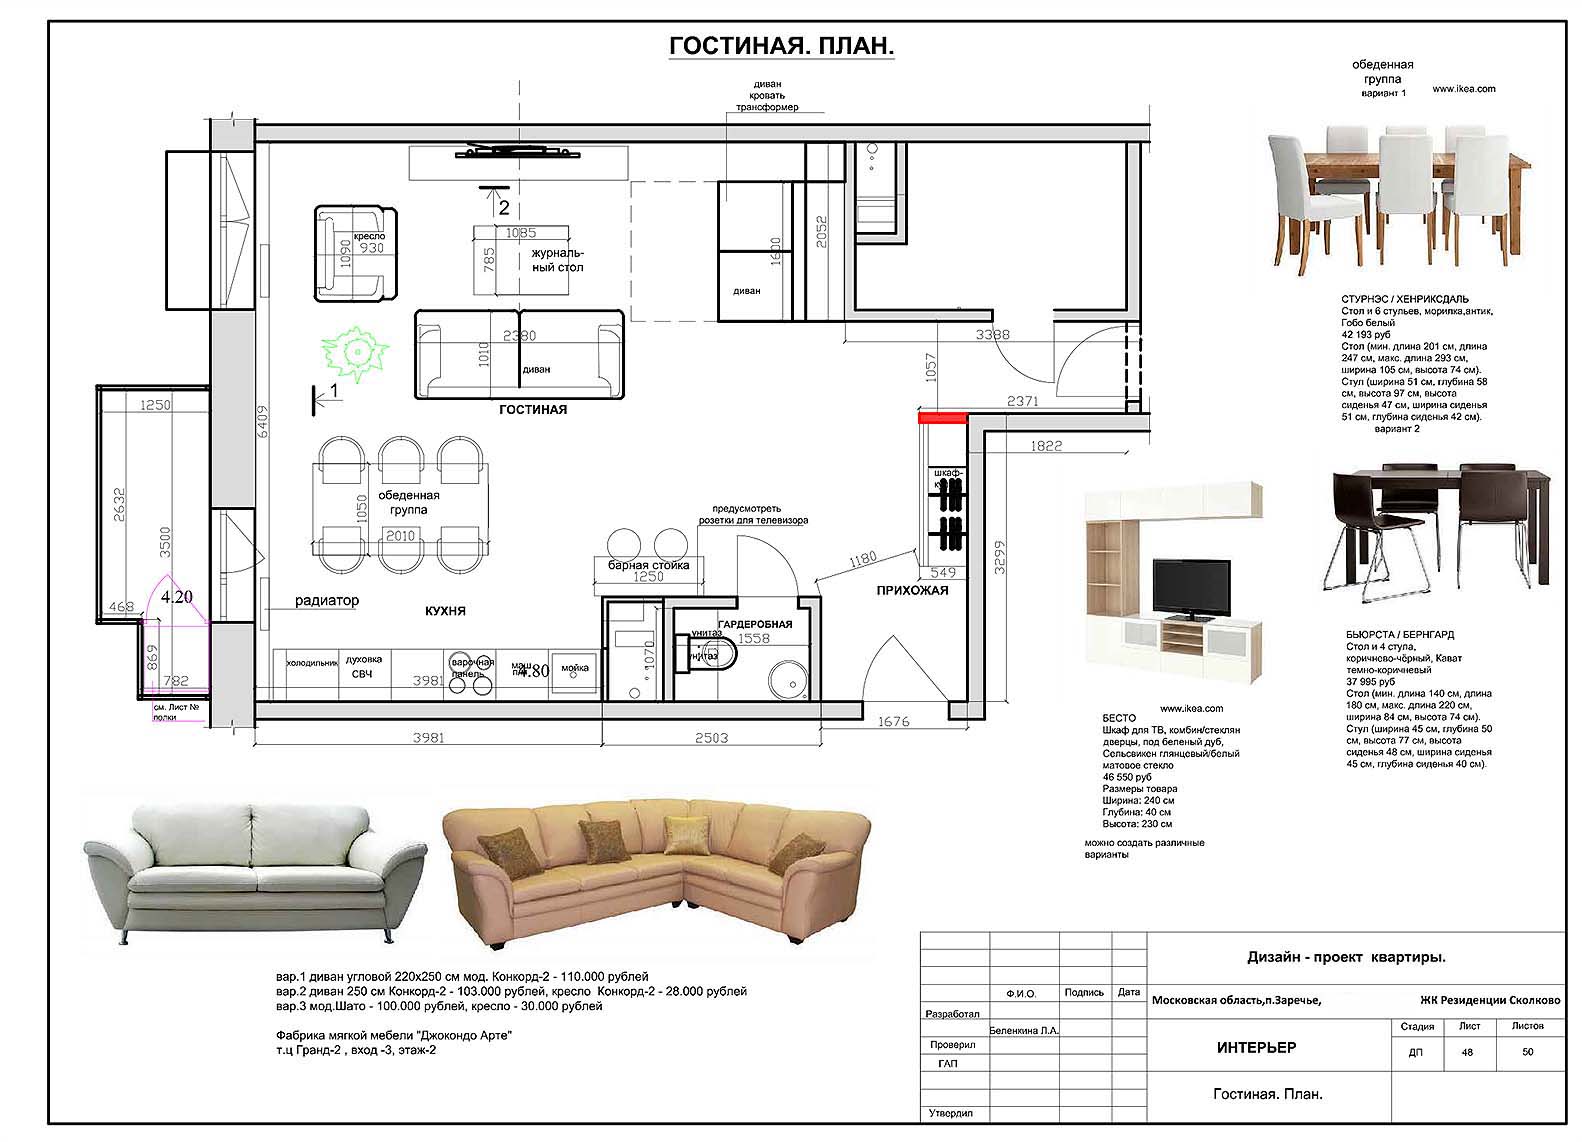 ГОСТИНАЯ. ПЛАН.
диван
кровать
трансформер
обеденная
группа
вариант 1
www.ikea.com
2
1085
785
журналь-
ный стол
кресло
930
1090
1600
2052
диван
2380
1010
диван
ГОСТИНАЯ
3388
1057
2371
1822
1
6409
1250
2632
3500
4.20
468
869
782
см. Лист №
полки
1050
обеденная
группа
2010
предусмотреть
розетки для телевизора
барная стойка
1250
шкаф-
1180
549
3299
ПРИХОЖАЯ
радиатор
КУХНЯ
ГАРДЕРОБНАЯ
унитаз
унитаз
1558
1070
холодильник
духовка
СВЧ
3981
варочная
панель
маш.
4.80
мойка
1676
3981
2503
СТУРНЭС / ХЕНРИКСДАЛЬ
Стол и 6 стульев, морилка,антик,
Гобо белый
42 193 руб
Стол (мин. длина 201 см, длина
247 см, макс. длина 293 см,
ширина 105 см, высота 74 см).
Стул (ширина 51 см, глубина 58
см, высота 97 см, высота
сиденья 47 см, ширина сиденья
51 см, глубина сиденья 42 см).
вариант 2
БЬЮРСТА / БЕРНГАРД
Стол и 4 стула,
коричнево-чёрный, Кават
темно-коричневый
37 995 руб
Стол (мин. длина 140 см, длина
180 см, макс. длина 220 см,
ширина 84 см, высота 74 см).
Стул (ширина 45 см, глубина 50
см, высота 77 см, высота
сиденья 48 см, ширина сиденья
45 см, глубина сиденья 40 см).
www.ikea.com
БЕСТО
Шкаф для ТВ, комбин/стеклян
дверцы, под беленый дуб,
Сельсвикен глянцевый/белый
матовое стекло
46 550 руб
Размеры товара
Ширина: 240 см
Глубина: 40 см
Высота: 230 см
можно создать различные
варианты
вар.1 диван угловой 220х250 см мод. Конкорд-2 - 110.000 рублей
вар.2 диван 250 см Конкорд-2 - 103.000 рублей, кресло Конкорд-2 - 28.000 рублей
вар.3 мод.Шато - 100.000 рублей, кресло - 30.000 рублей
Фабрика мягкой мебели "Джокондо Арте"
т.ц Гранд-2 , вход -3, этаж-2
Дизайн - проект квартиры.
Ф.И.О. Подпись Дата
Московская область,п.Заречье, ЖК Резиденции Сколково
Разработал
Беленкина Л.А.
Проверил
ГАП
Утвердил
ИНТЕРЬЕР
Стадия Лист Листов
ДП 48 50
Гостиная. План.